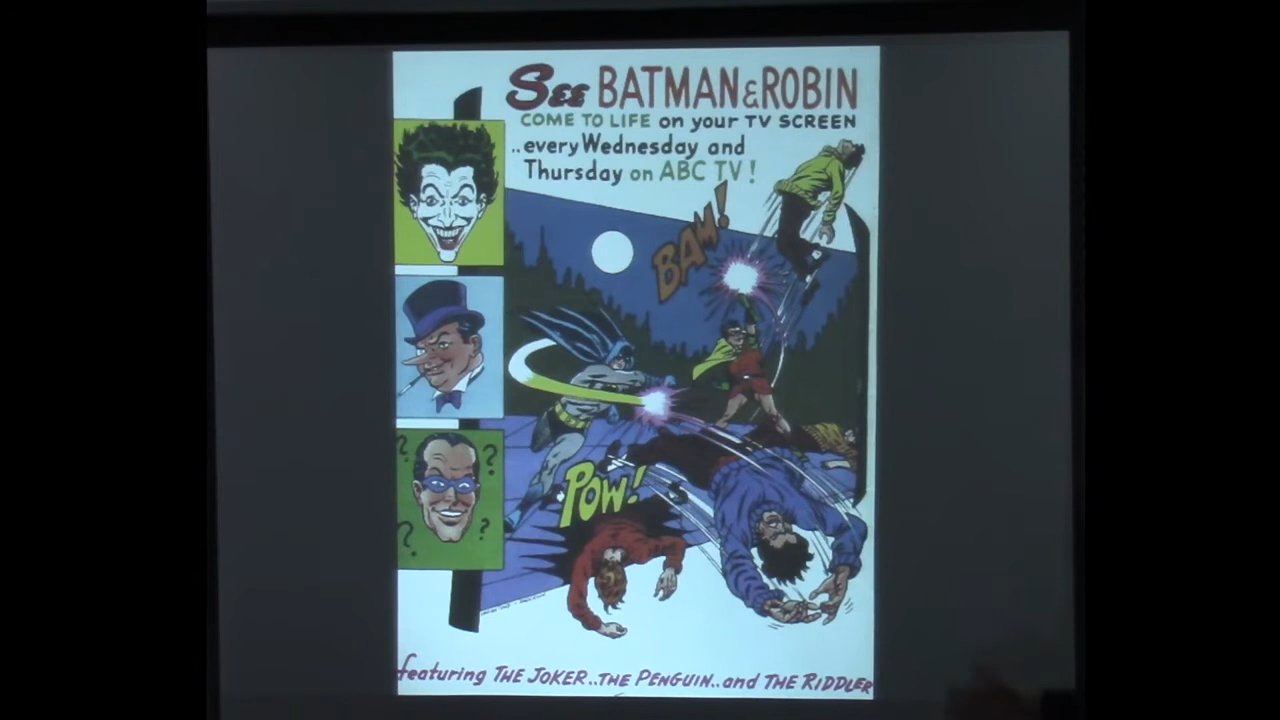 See BATMAN & ROBIN
COME TO LIFE on your TV SCREEN
..every Wednesday and
Thursday on ABC TV!
BAM!
POW!
? ?
? ?
featuring THE JOKER..THE PENGUIN..and THE RIDDLER